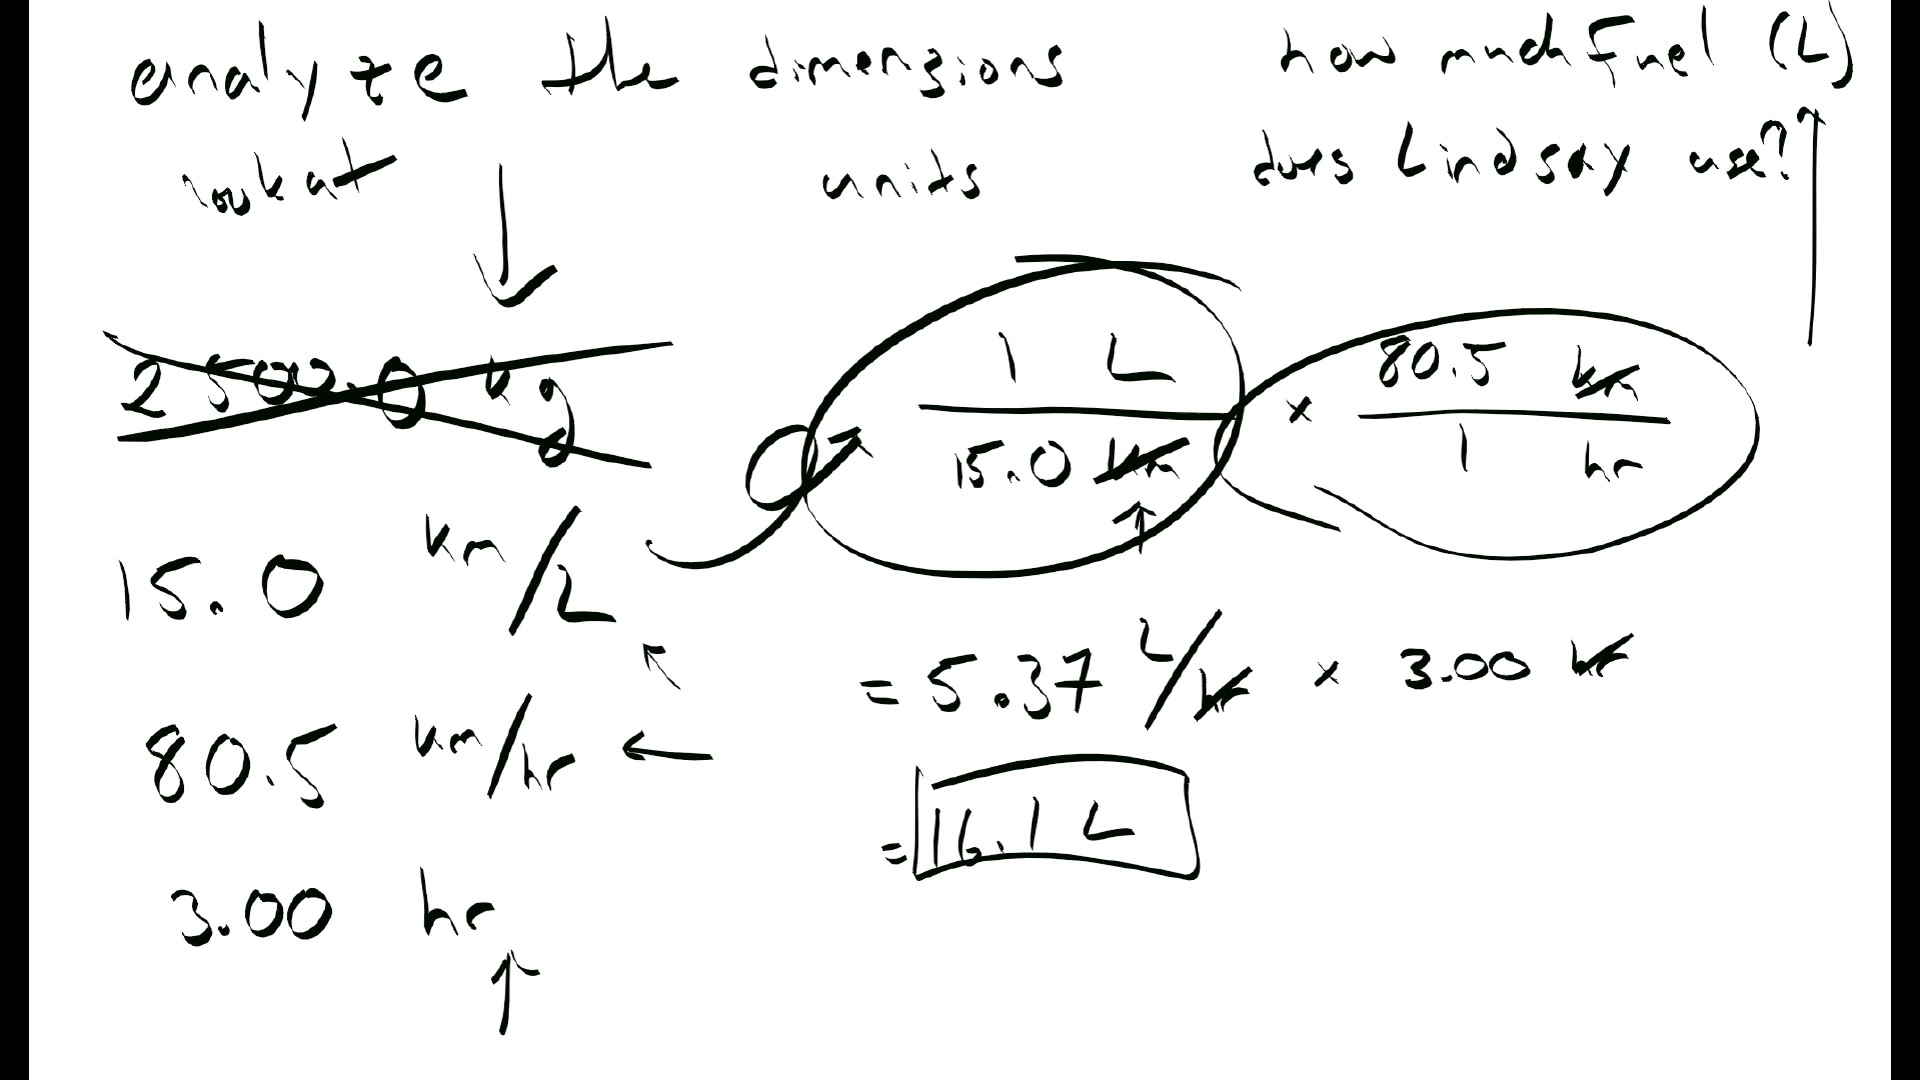 analyze the dimensions
look at units
how much fuel (L)
does Lindsay use?
2500.0 kg
15.0 km/L
80.5 km/hr
3.00 hr
1 L / 15.0 km × 80.5 km / 1 hr
= 5.37 L/hr × 3.00 hr
= 16.1 L